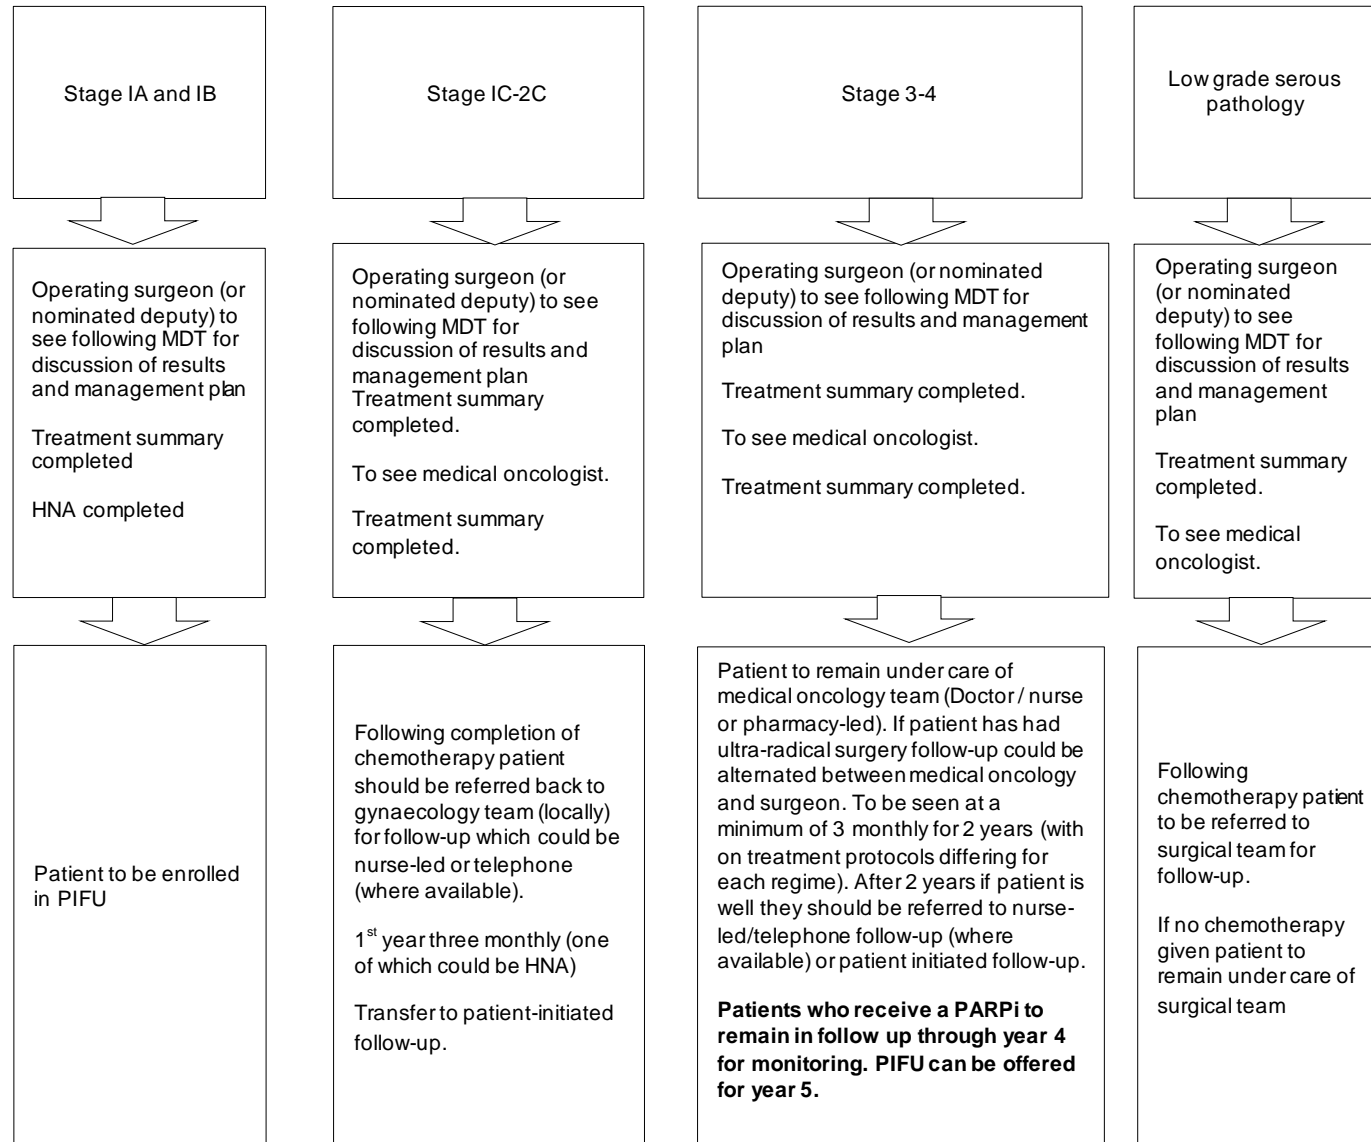 Stage IA and IB
Operating surgeon (or
nominated deputy) to
see following MDT for
discussion of results
and management plan
Treatment summary
completed
HNA completed
Patient to be enrolled
in PIFU
Stage IC-2C
Operating surgeon (or
nominated deputy) to see
following MDT for
discussion of results and
management plan
Treatment summary
completed.
To see medical oncologist.
Treatment summary
completed.
Following completion of
chemotherapy patient
should be referred back to
gynaecology team (locally)
for follow-up which could be
nurse-led or telephone
(where available).
1st year three monthly (one
of which could be HNA)
Transfer to patient-initiated
follow-up.
Stage 3-4
Operating surgeon (or nominated
deputy) to see following MDT for
discussion of results and management
plan
Treatment summary completed.
To see medical oncologist.
Treatment summary completed.
Patient to remain under care of
medical oncology team (Doctor / nurse
or pharmacy-led). If patient has had
ultra-radical surgery follow-up could be
alternated between medical oncology
and surgeon. To be seen at a
minimum of 3 monthly for 2 years (with
on treatment protocols differing for
each regime). After 2 years if patient is
well they should be referred to nurse-
led/telephone follow-up (where
available) or patient initiated follow-up.
Patients who receive a PARPi to
remain in follow up through year 4
for monitoring. PIFU can be offered
for year 5.
Low grade serous
pathology
Operating surgeon
(or nominated
deputy) to see
following MDT for
discussion of results
and management
plan
Treatment summary
completed.
To see medical
oncologist.
Following
chemotherapy patient
to be referred to
surgical team for
follow-up.
If no chemotherapy
given patient to
remain under care of
surgical team